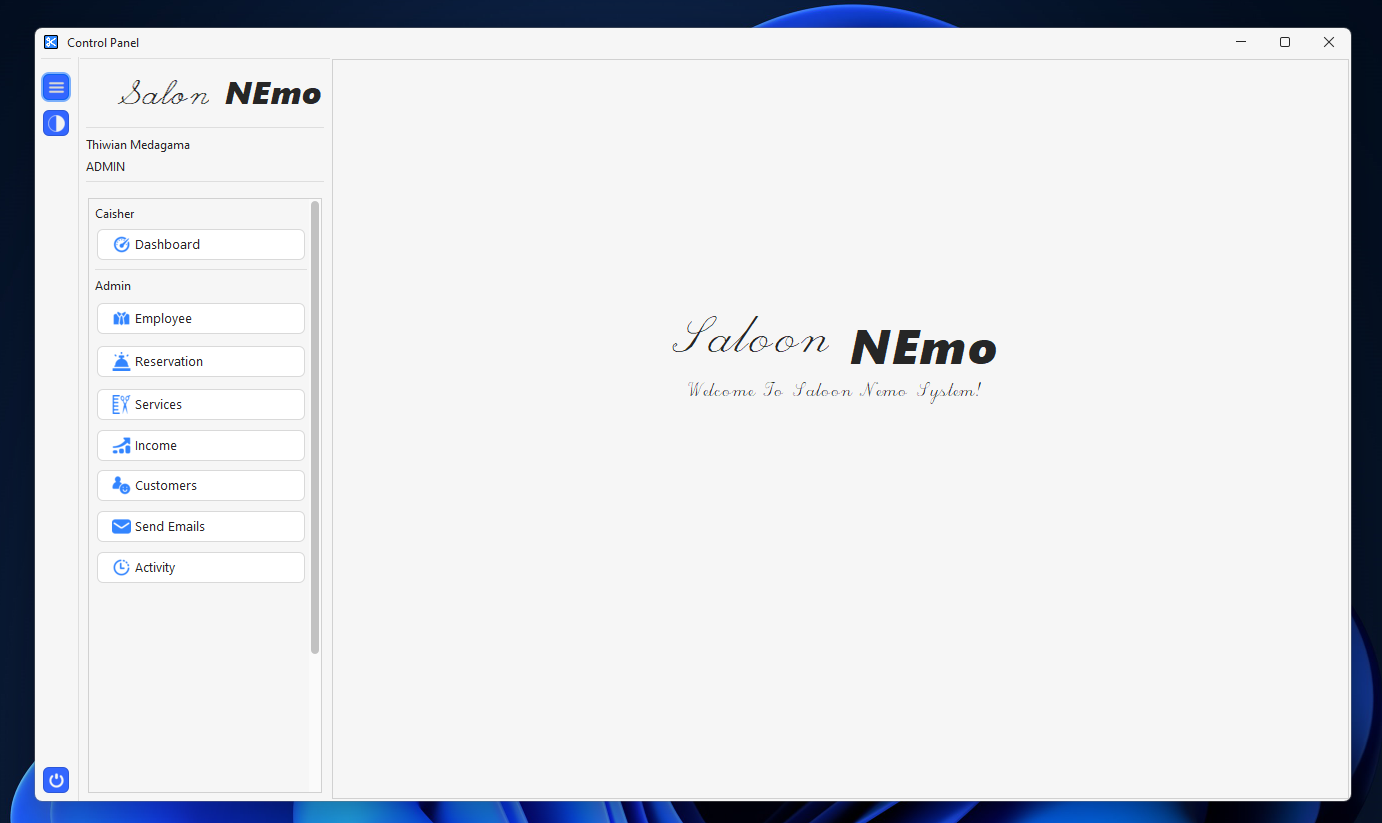 Control Panel
Salon NEmo
Thiwian Medagama
ADMIN
Caisher
Dashboard
Admin
Employee
Reservation
Services
Income
Customers
Send Emails
Activity
Saloon NEmo
Welcome To Saloon Nemo System!